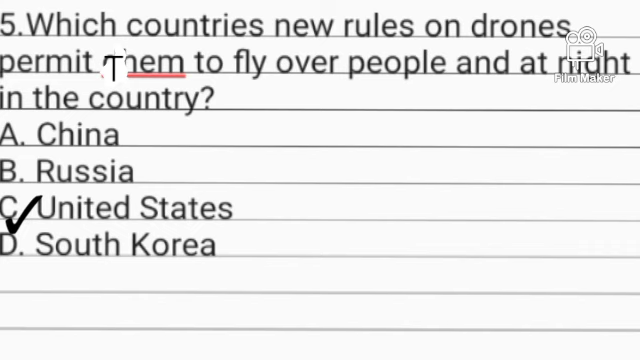 5.Which countries new rules on drones
permit Them to fly over people and at night
in the country?
A. China
B. Russia
C. United States
D. South Korea
Film Maker